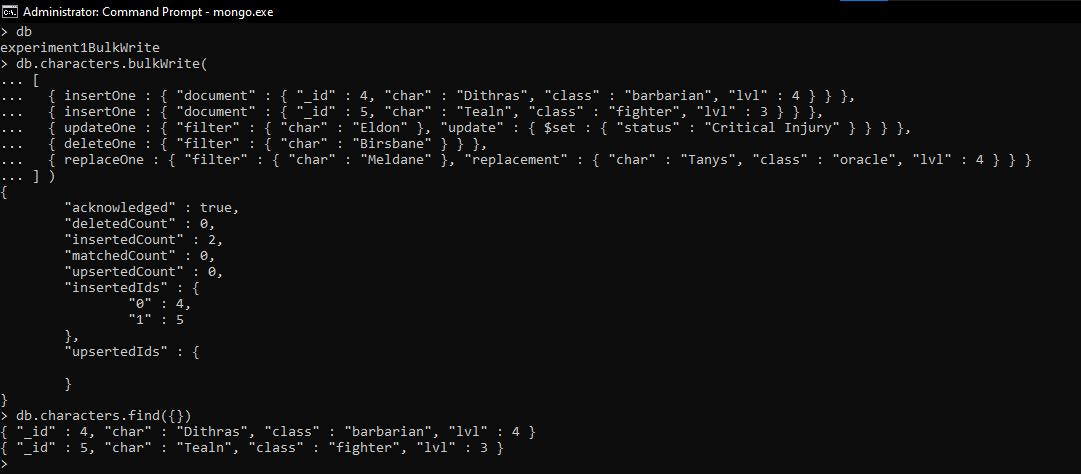 Administrator: Command Prompt - mongo.exe
> db
experiment1BulkWrite
> db.characters.bulkWrite(
... [
...    { insertOne : { "document" : { "_id" : 4, "char" : "Dithras", "class" : "barbarian", "lvl" : 4 } } },
...    { insertOne : { "document" : { "_id" : 5, "char" : "Tealn", "class" : "fighter", "lvl" : 3 } } },
...    { updateOne : { "filter" : { "char" : "Eldon" }, "update" : { $set : { "status" : "Critical Injury" } } } },
...    { deleteOne : { "filter" : { "char" : "Birsbane" } } },
...    { replaceOne : { "filter" : { "char" : "Meldane" }, "replacement" : { "char" : "Tanys", "class" : "oracle", "lvl" : 4 } } }
... ] )
{
        "acknowledged" : true,
        "deletedCount" : 0,
        "insertedCount" : 2,
        "matchedCount" : 0,
        "upsertedCount" : 0,
        "insertedIds" : {
                "0" : 4,
                "1" : 5
        },
        "upsertedIds" : {

        }
}
> db.characters.find({})
{ "_id" : 4, "char" : "Dithras", "class" : "barbarian", "lvl" : 4 }
{ "_id" : 5, "char" : "Tealn", "class" : "fighter", "lvl" : 3 }
>